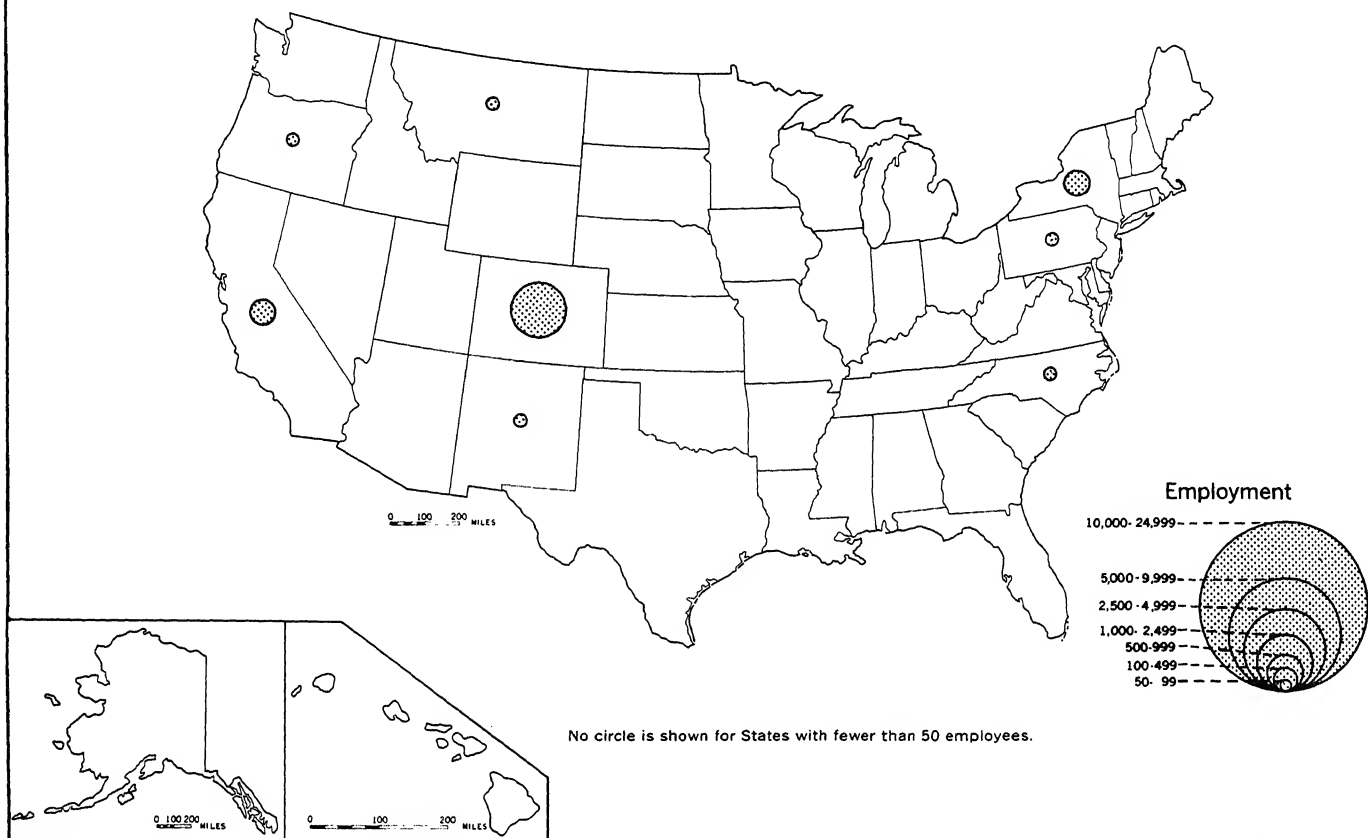 0 100 200 MILES
Employment
10,000-24,999
5,000-9,999
2,500-4,999
1,000-2,499
500-999
100-499
50-99
No circle is shown for States with fewer than 50 employees.
0 100 200 MILES
0 100 200 MILES